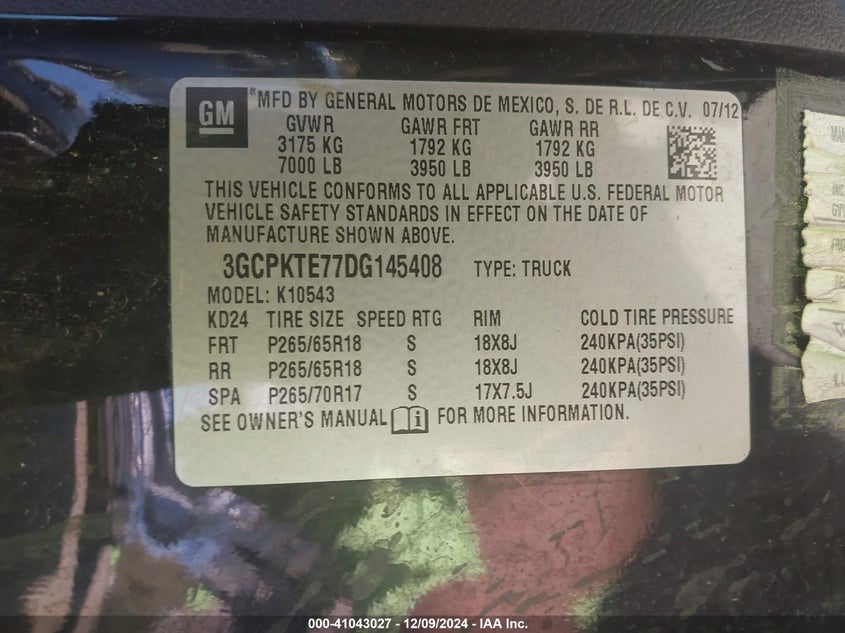 GM
*MFD BY GENERAL MOTORS DE MEXICO, S. DE R.L. DE C.V. 07/12
GVWR GAWR FRT GAWR RR
3175 KG 1792 KG 1792 KG
7000 LB 3950 LB 3950 LB
THIS VEHICLE CONFORMS TO ALL APPLICABLE U.S. FEDERAL MOTOR
VEHICLE SAFETY STANDARDS IN EFFECT ON THE DATE OF
MANUFACTURE SHOWN ABOVE.
3GCPKTE77DG145408 TYPE: TRUCK
MODEL: K10543
KD24 TIRE SIZE SPEED RTG RIM COLD TIRE PRESSURE
FRT P265/65R18 S 18X8J 240KPA(35PSI)
RR P265/65R18 S 18X8J 240KPA(35PSI)
SPA P265/70R17 S 17X7.5J 240KPA(35PSI)
SEE OWNER'S MANUAL i FOR MORE INFORMATION.
000-41043027 - 12/09/2024 - IAA Inc.